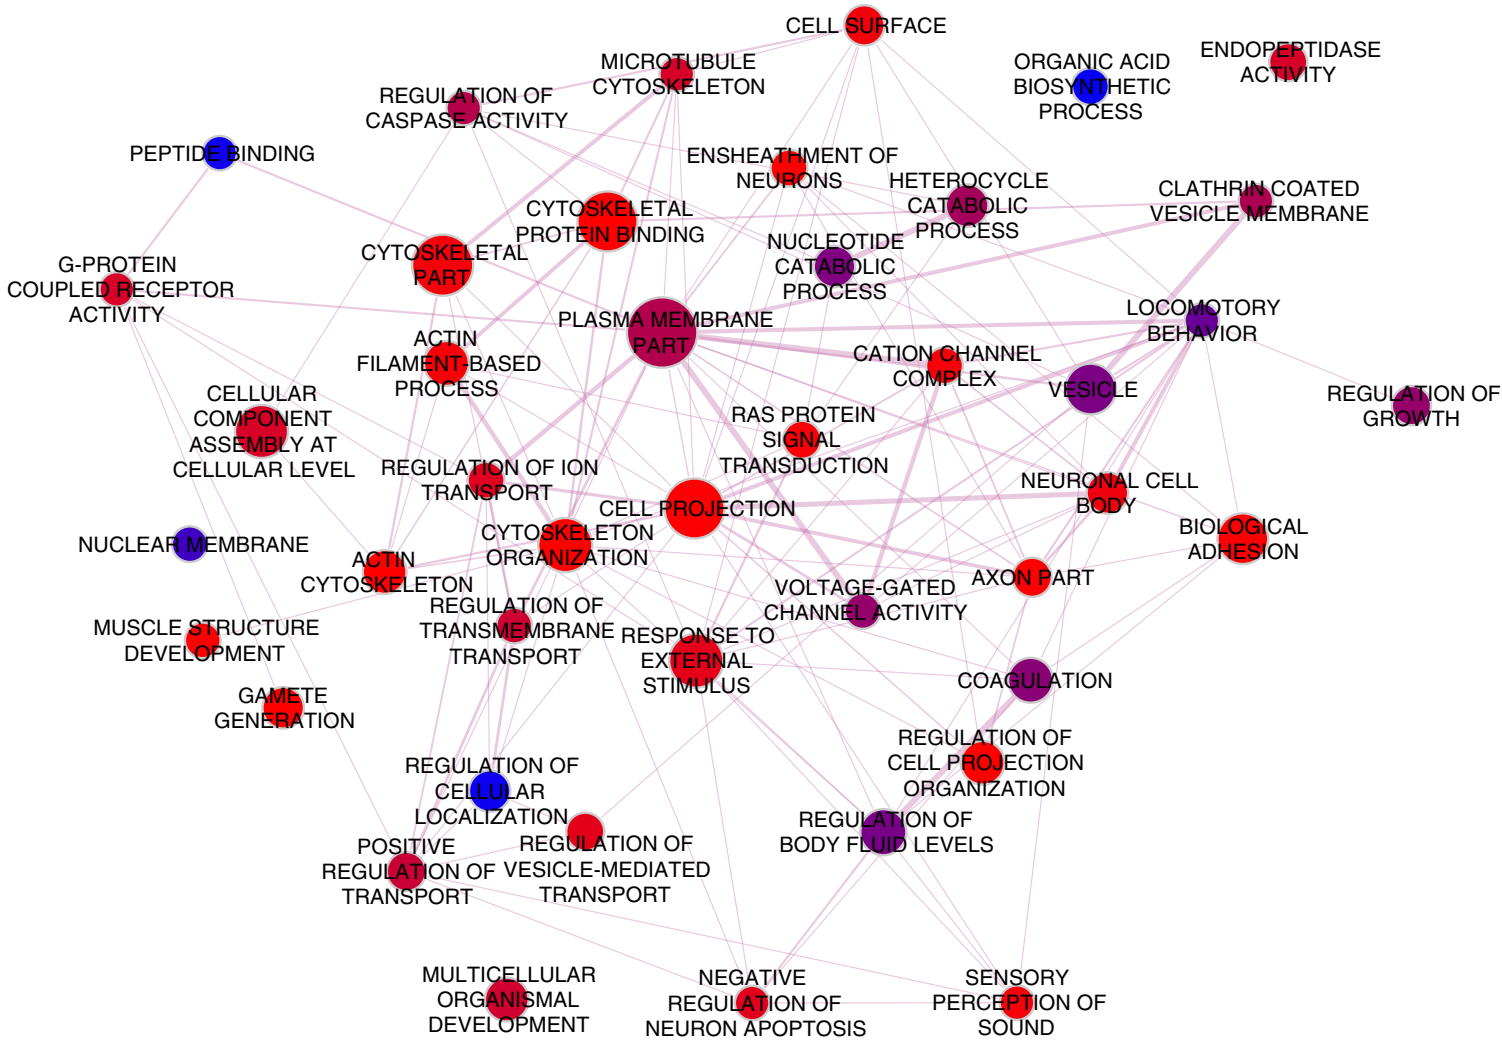 CELL SURFACE
MICROTUBULE
CYTOSKELETON
ORGANIC ACID
BIOSYNTHETIC
PROCESS
ENDOPEPTIDASE
ACTIVITY
REGULATION OF
CASPASE ACTIVITY
PEPTIDE BINDING
ENSHEATHMENT OF
NEURONS
HETEROCYCLE
CATABOLIC
PROCESS
CLATHRIN COATED
VESICLE MEMBRANE
CYTOSKELETAL
PROTEIN BINDING
CYTOSKELETAL
PART
NUCLEOTIDE
CATABOLIC
PROCESS
G-PROTEIN
COUPLED RECEPTOR
ACTIVITY
PLASMA MEMBRANE
PART
LOCOMOTORY
BEHAVIOR
ACTIN
FILAMENT-BASED
PROCESS
CATION CHANNEL
COMPLEX
VESICLE
REGULATION OF
GROWTH
CELLULAR
COMPONENT
ASSEMBLY AT
CELLULAR LEVEL
RAS PROTEIN
SIGNAL
TRANSDUCTION
REGULATION OF ION
TRANSPORT
NEURONAL CELL
BODY
CELL PROJECTION
CYTOSKELETON
ORGANIZATION
BIOLOGICAL
ADHESION
NUCLEAR MEMBRANE
ACTIN
CYTOSKELETON
AXON PART
VOLTAGE-GATED
CHANNEL ACTIVITY
REGULATION OF
TRANSMEMBRANE
TRANSPORT
MUSCLE STRUCTURE
DEVELOPMENT
RESPONSE TO
EXTERNAL
STIMULUS
COAGULATION
GAMETE
GENERATION
REGULATION OF
CELL PROJECTION
ORGANIZATION
REGULATION OF
CELLULAR
LOCALIZATION
REGULATION OF
BODY FLUID LEVELS
REGULATION OF
VESICLE-MEDIATED
TRANSPORT
POSITIVE
REGULATION OF
TRANSPORT
MULTICELLULAR
ORGANISMAL
DEVELOPMENT
NEGATIVE
REGULATION OF
NEURON APOPTOSIS
SENSORY
PERCEPTION OF
SOUND